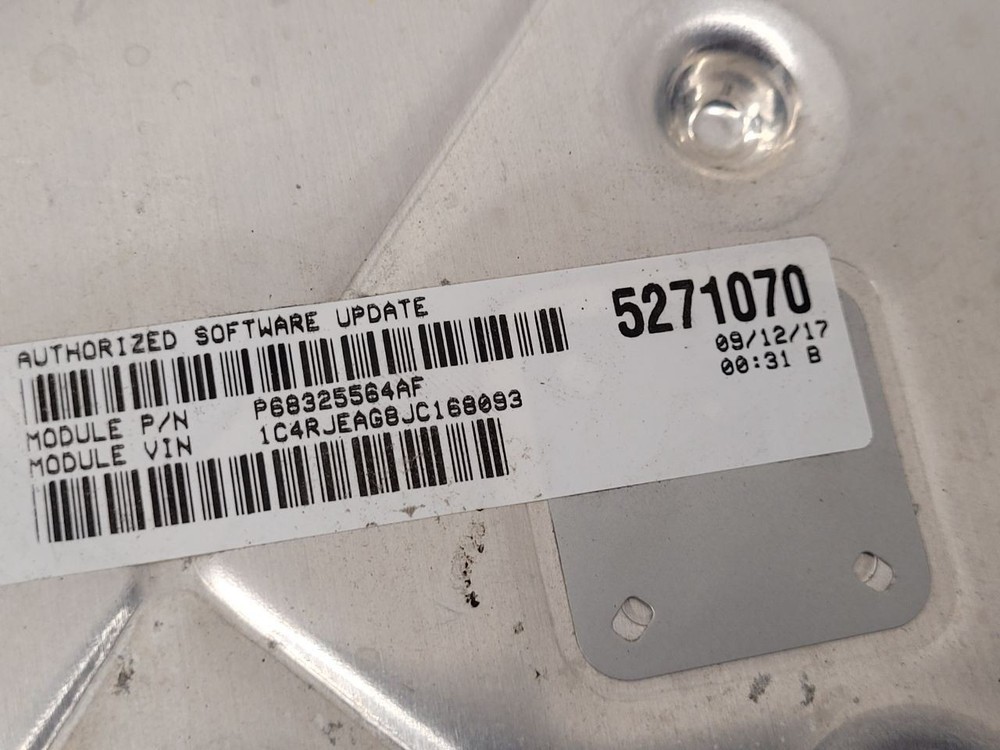 AUTHORIZED SOFTWARE UPDATE
5271070
09/12/17
00:31 B
MODULE P/N P68325564AF
MODULE VIN 1C4RJEAG8JC168093